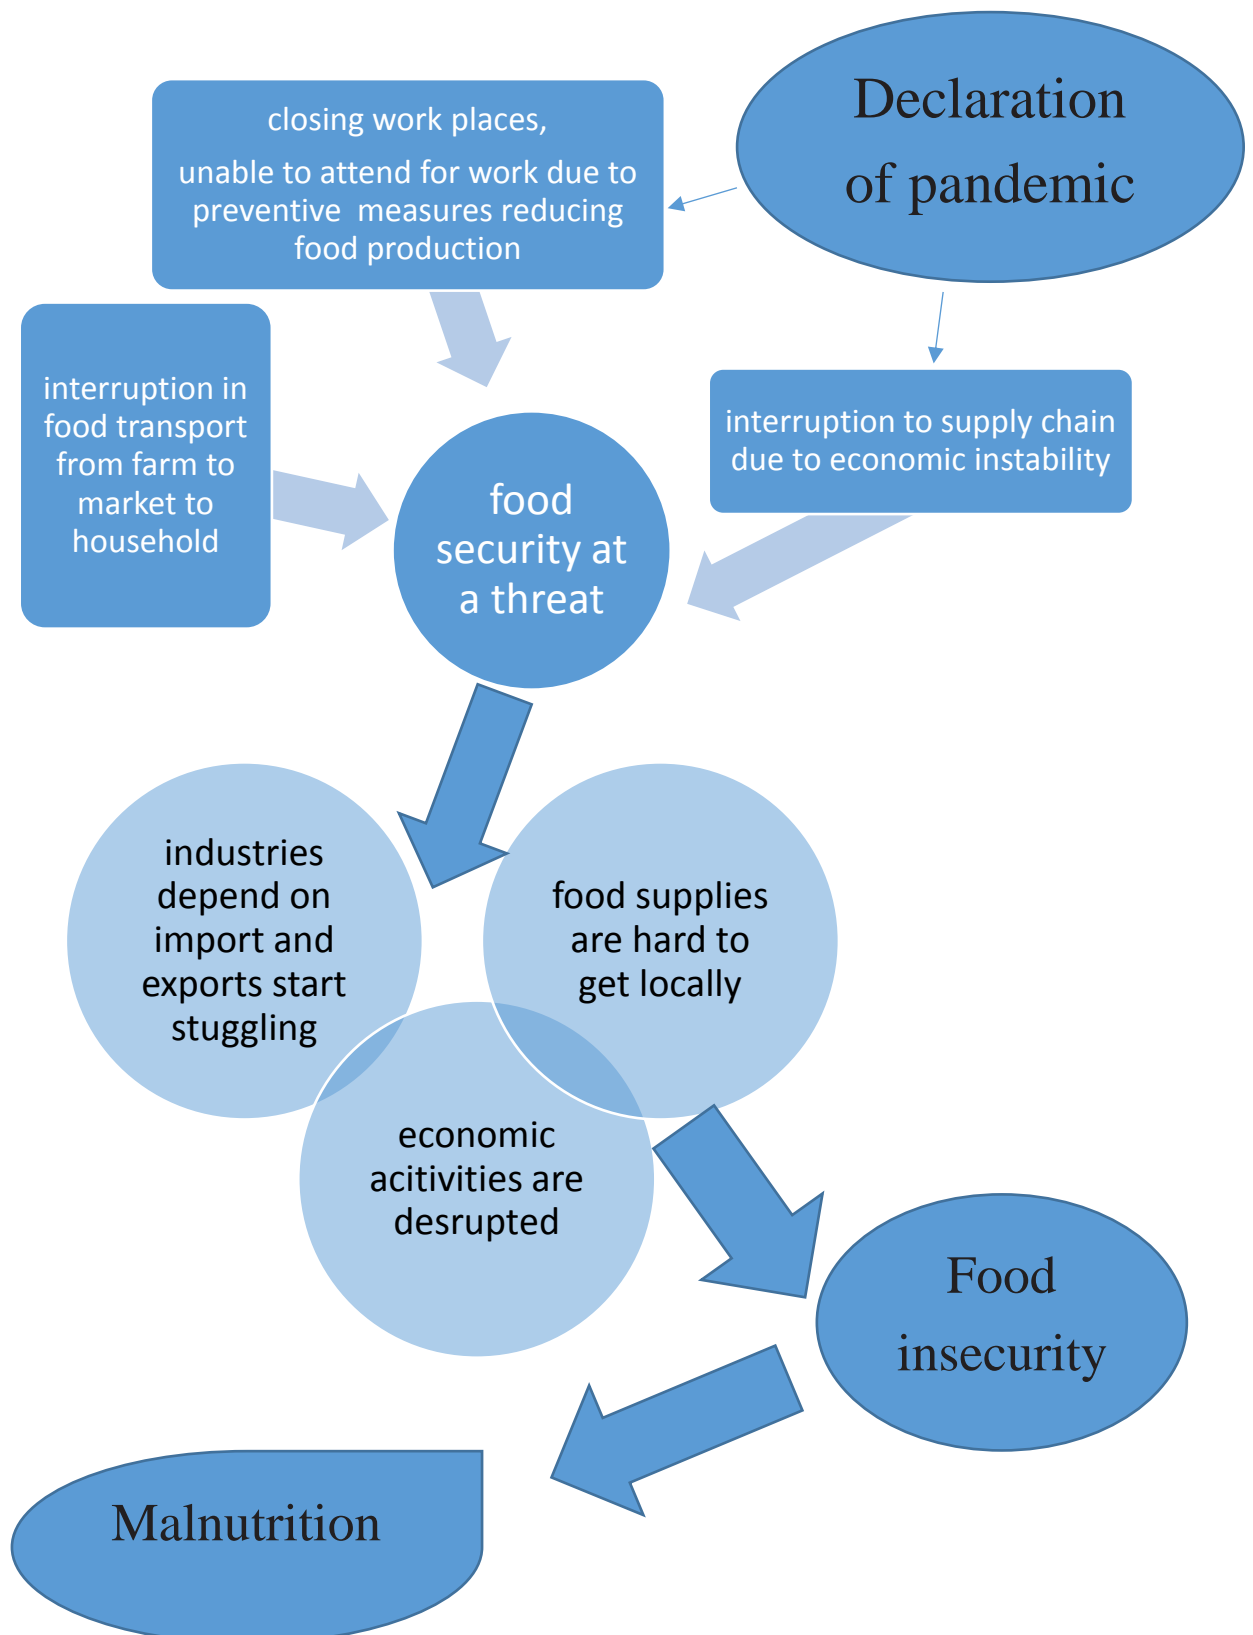 Declaration
of pandemic
closing work places,
unable to attend for work due to
preventive  measures reducing
food production
interruption in
food transport
from farm to
market to
household
interruption to supply chain
due to economic instability
food
security at
a threat
industries
depend on
import and
exports start
stuggling
food supplies
are hard to
get locally
economic
acitivities are
desrupted
Food
insecurity
Malnutrition